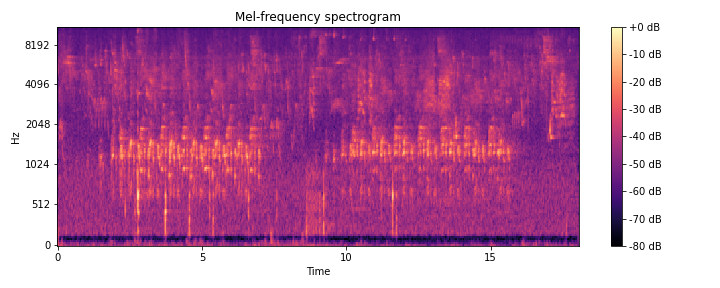 Mel-frequency spectrogram
Hz
8192
4096
2048
1024
512
0
0
5
10
15
Time
+0 dB
-10 dB
-20 dB
-30 dB
-40 dB
-50 dB
-60 dB
-70 dB
-80 dB